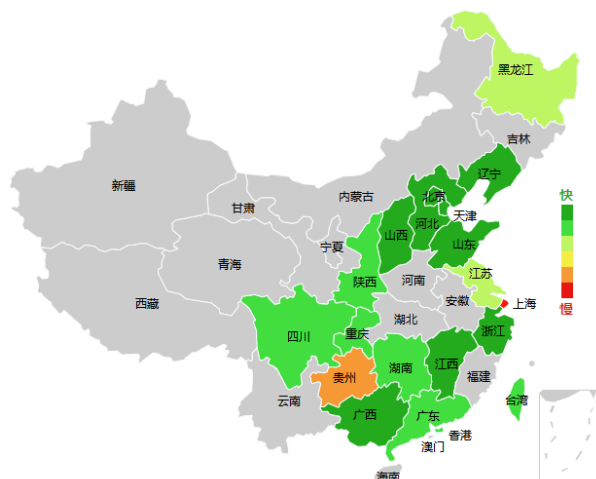 黑龙江
吉林
辽宁
新疆
内蒙古
北京
甘肃
天津
河北
山西
山东
宁夏
青海
陕西
河南
江苏
西藏
安徽
上海
湖北
浙江
四川
重庆
江西
湖南
贵州
福建
云南
台湾
广西
广东
香港
澳门
海南
快
慢